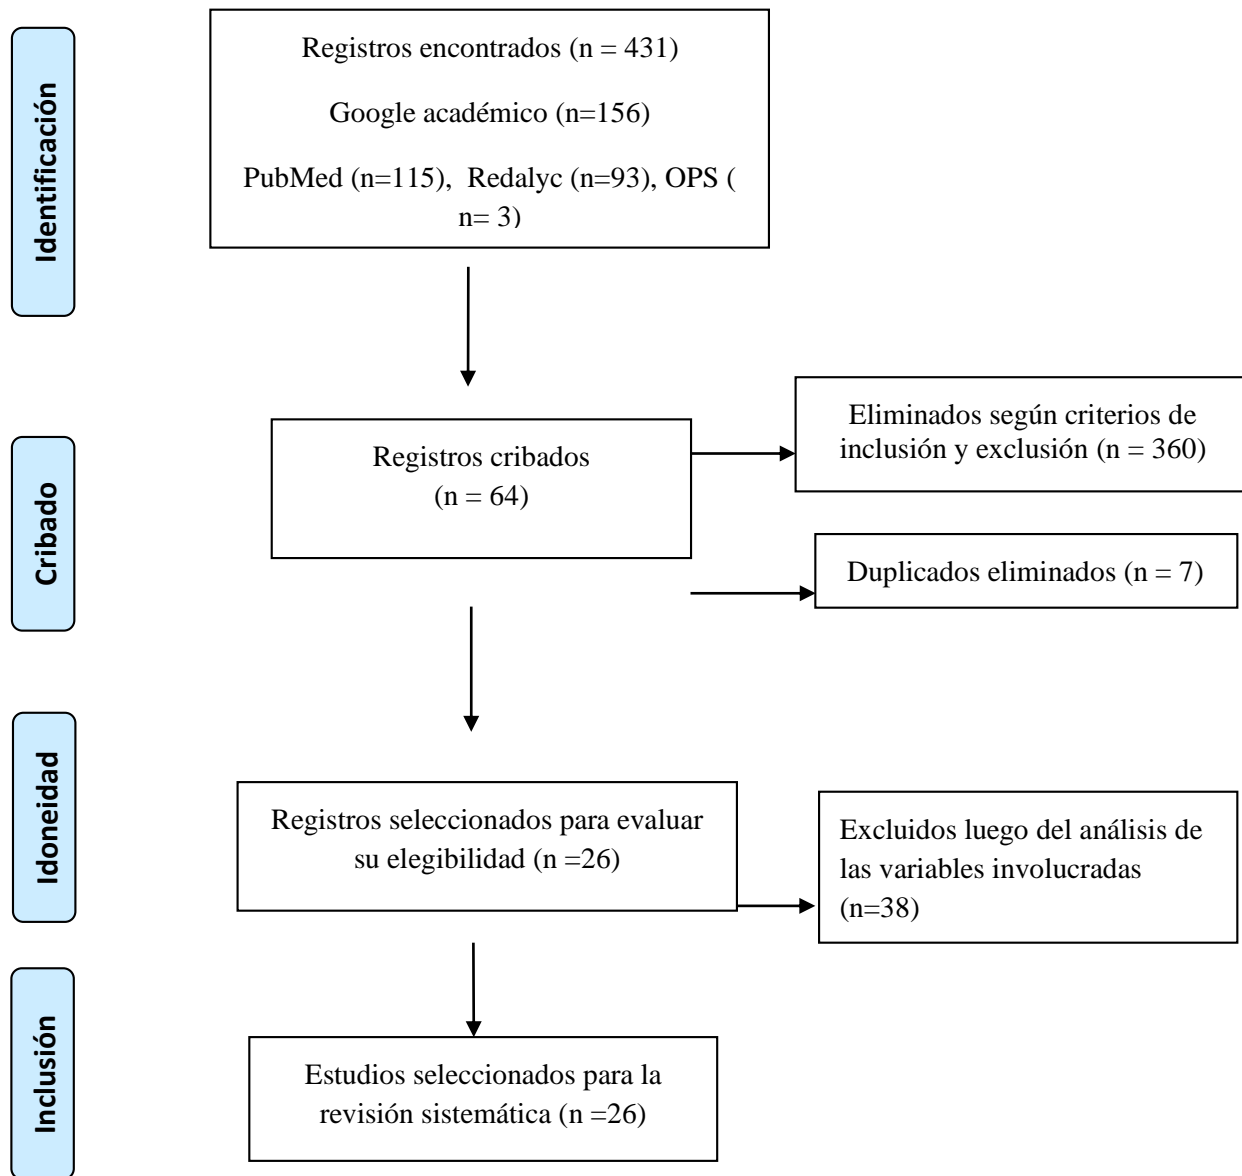 Identificación
Registros encontrados (n = 431)
Google académico (n=156)
PubMed (n=115), Redalyc (n=93), OPS (
n= 3)
Cribado
Registros cribados
(n = 64)
Eliminados según criterios de
inclusión y exclusión (n = 360)
Duplicados eliminados (n = 7)
Idoneidad
Registros seleccionados para evaluar
su elegibilidad (n =26)
Excluidos luego del análisis de
las variables involucradas
(n=38)
Inclusión
Estudios seleccionados para la
revisión sistemática (n =26)